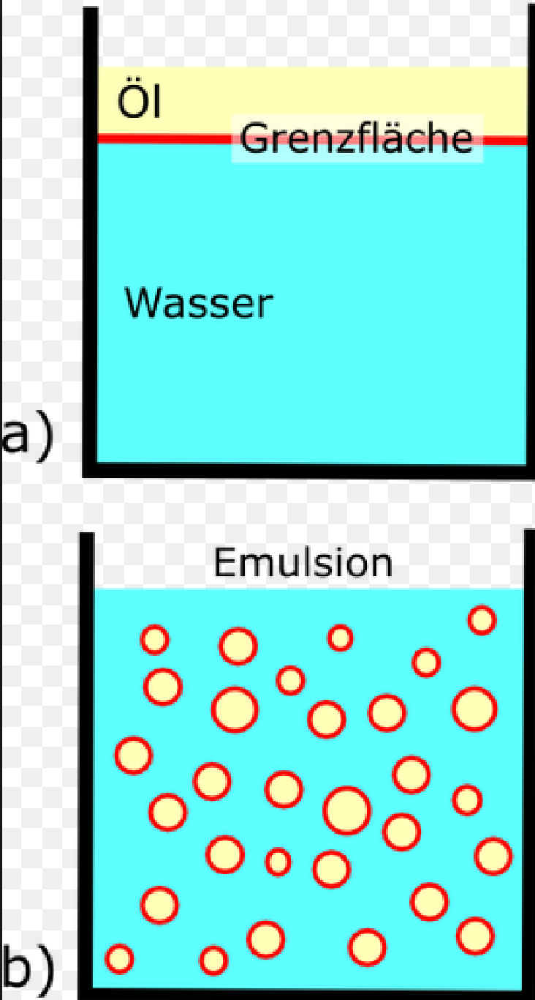 Öl
Grenzfläche
Wasser
a)
Emulsion
b)